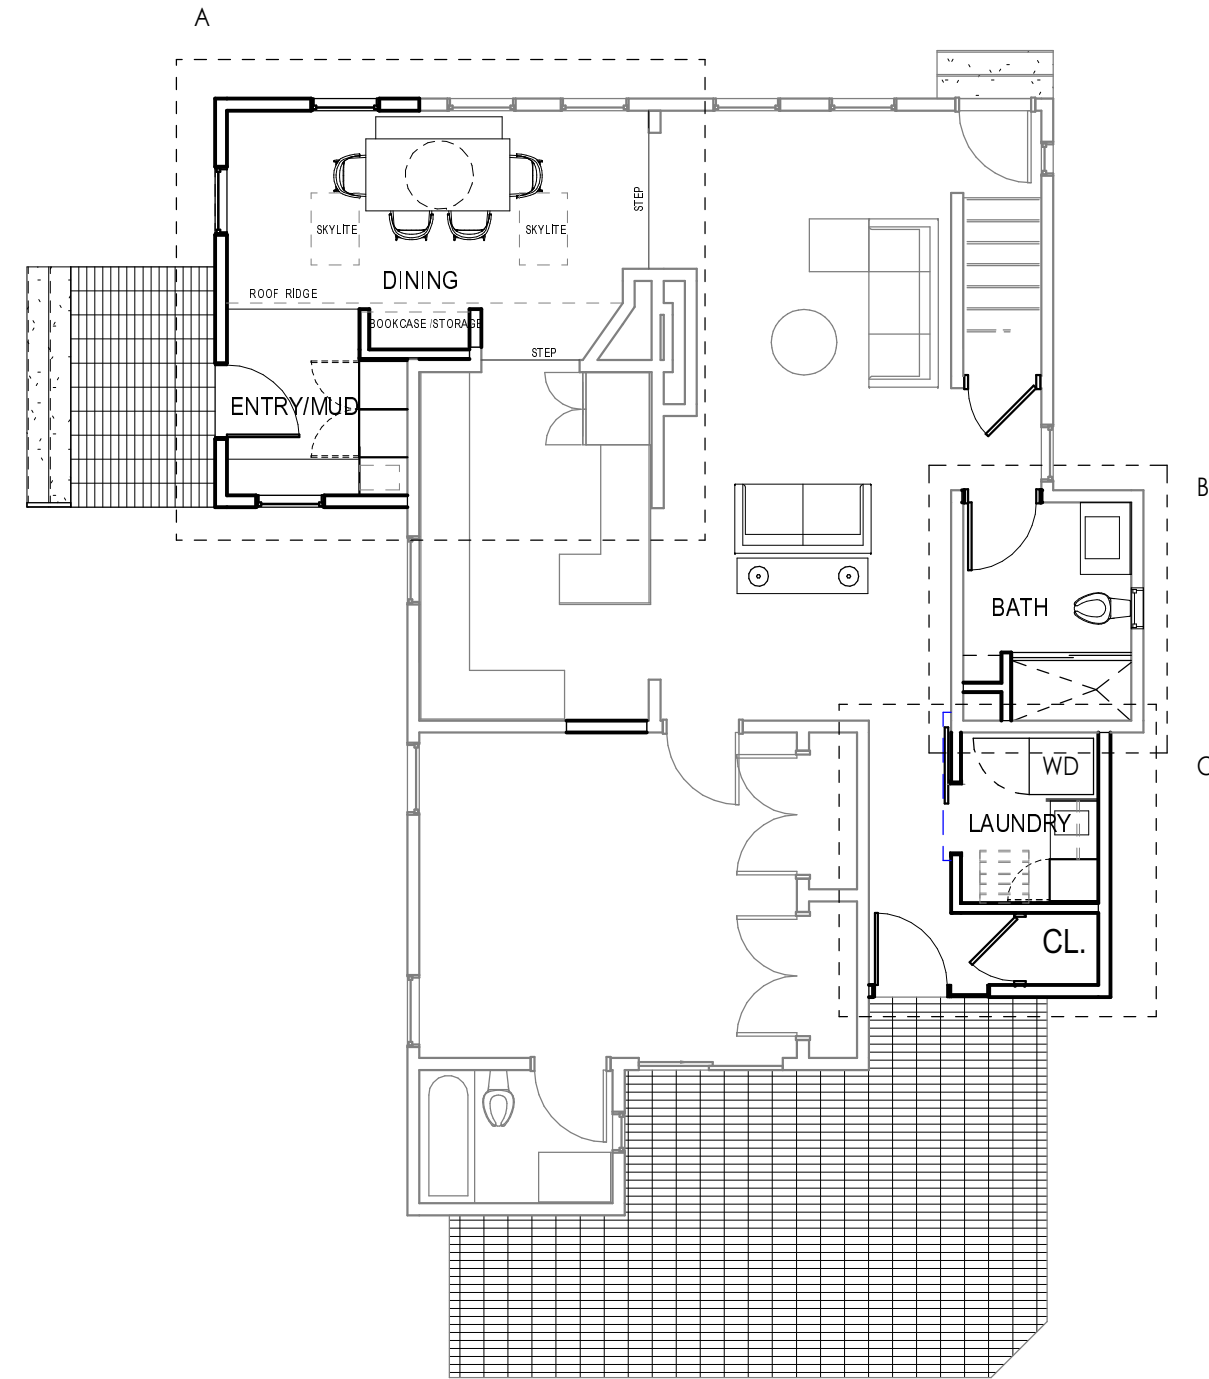 A
STEP
SKYLITE
SKYLITE
DINING
ROOF RIDGE
BOOKCASE/STORAGE
STEP
ENTRY/MUD
B
BATH
C
WD
LAUNDRY
CL.